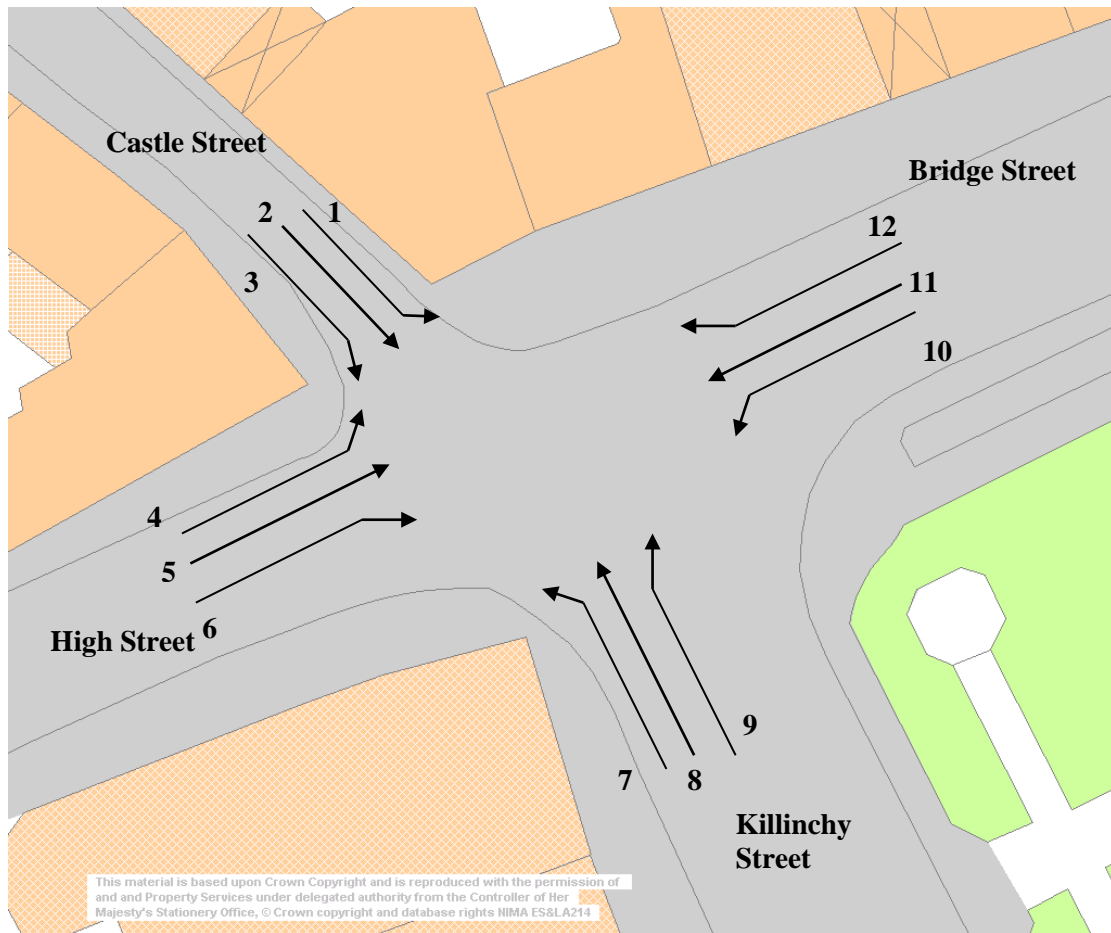 Castle Street
Bridge Street
1
2
3
12
11
10
4
5
6
High Street
7
8
9
Killinchy
Street
This material is based upon Crown Copyright and is reproduced with the permission of
and and Property Services under delegated authority from the Controller of Her
Majesty's Stationery Office, © Crown copyright and database rights NIMA ES&LA214